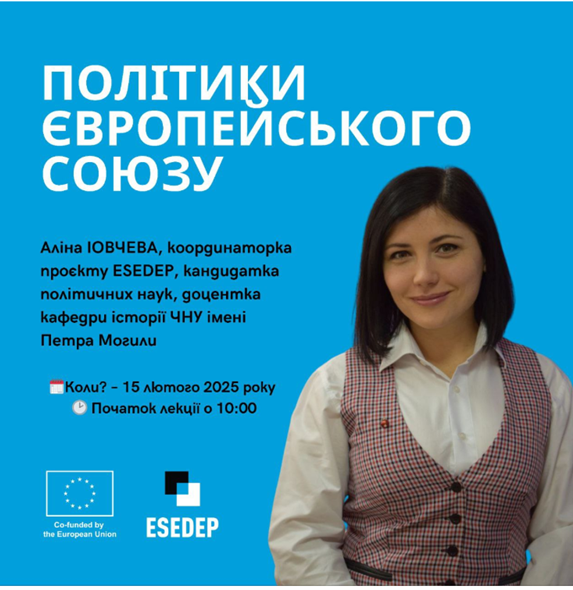 ПОЛІТИКИ
ЄВРОПЕЙСЬКОГО
СОЮЗУ
Аліна ІОВЧЕВА, координаторка
проєкту ESEDEP, кандидатка
політичних наук, доцентка
кафедри історії ЧНУ імені
Петра Могили
Коли? - 15 лютого 2025 року
Початок лекції о 10:00
Co-funded by
the European Union
ESEDEP